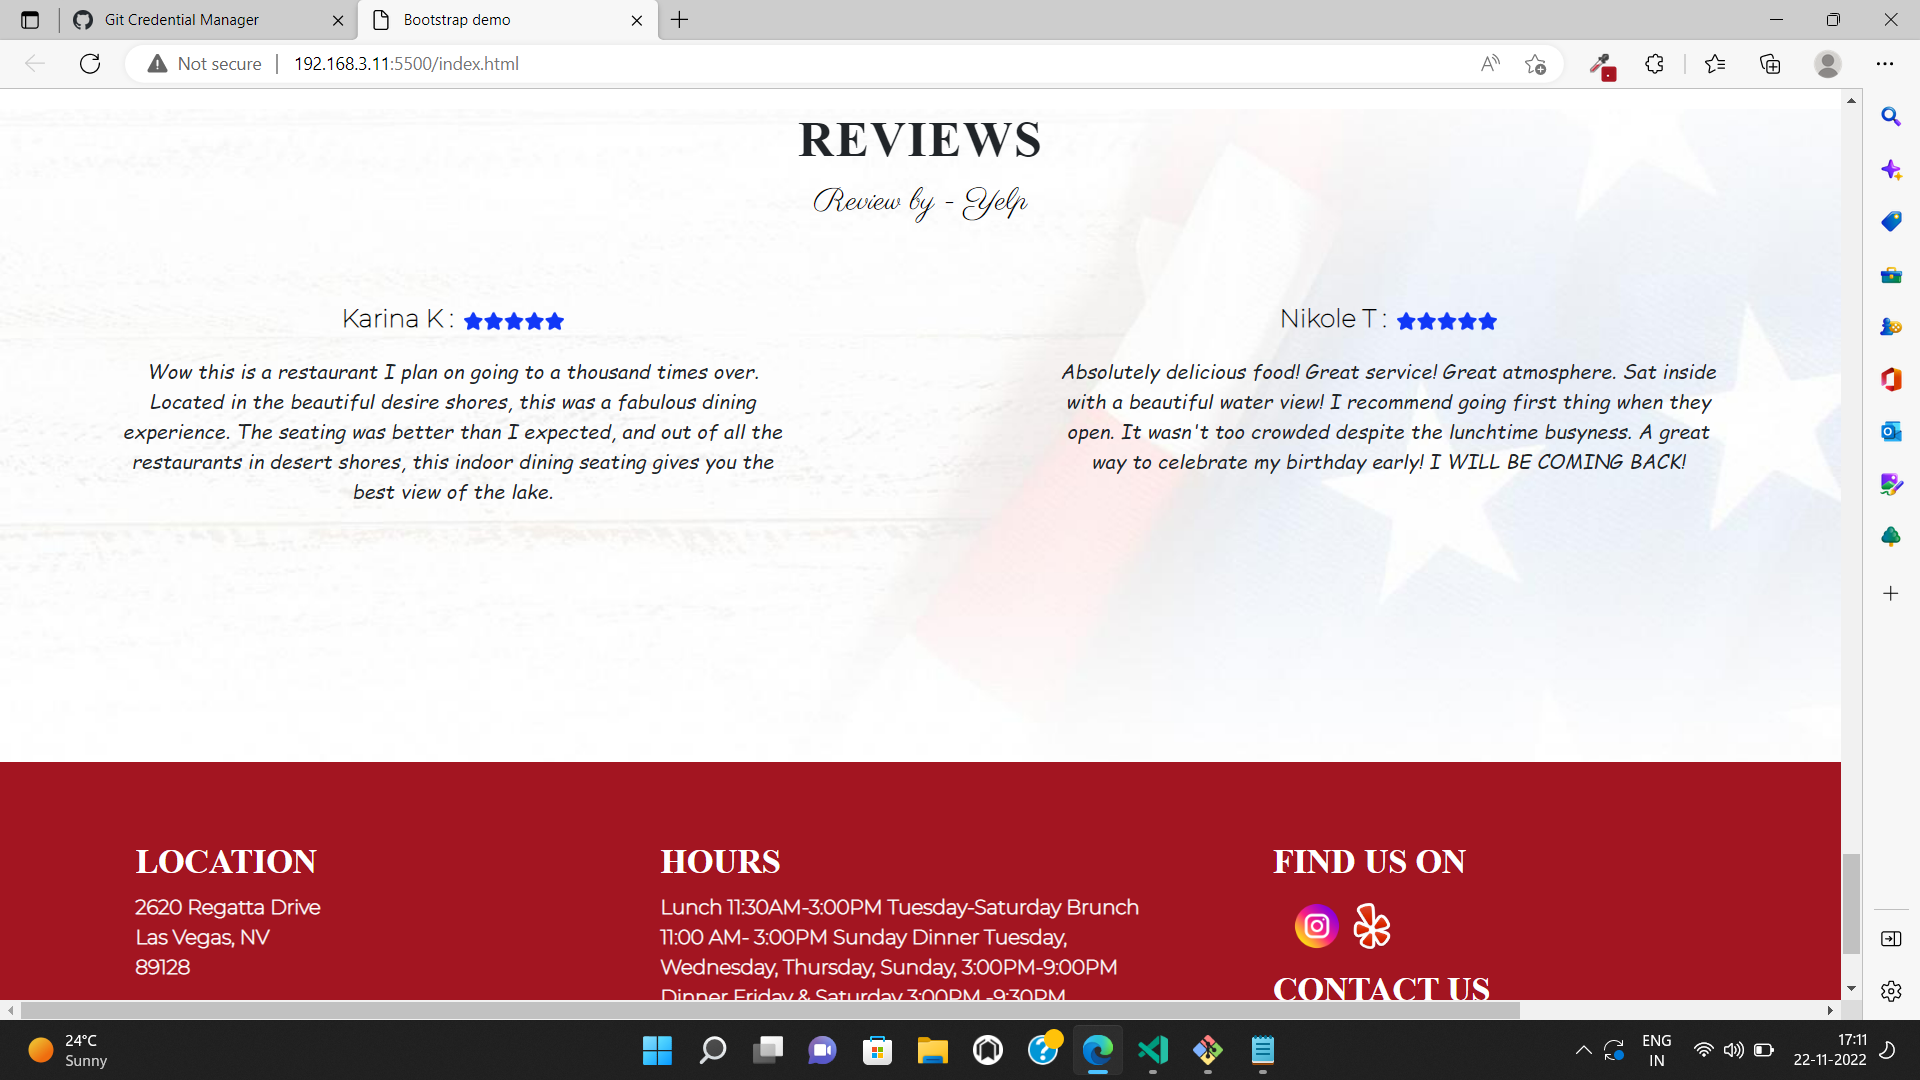 Git Credential Manager
Bootstrap demo
Not secure
192.168.3.11:5500/index.html
REVIEWS
Review by - Yelp
Karina K :
Wow this is a restaurant I plan on going to a thousand times over.
Located in the beautiful desire shores, this was a fabulous dining
experience. The seating was better than I expected, and out of all the
restaurants in desert shores, this indoor dining seating gives you the
best view of the lake.
Nikole T :
Absolutely delicious food! Great service! Great atmosphere. Sat inside
with a beautiful water view! I recommend going first thing when they
open. It wasn't too crowded despite the lunchtime busyness. A great
way to celebrate my birthday early! I WILL BE COMING BACK!
LOCATION
2620 Regatta Drive
Las Vegas, NV
89128
HOURS
Lunch 11:30AM-3:00PM Tuesday-Saturday Brunch
11:00 AM- 3:00PM Sunday Dinner Tuesday,
Wednesday, Thursday, Sunday, 3:00PM-9:00PM
Dinner Friday & Saturday 3:00PM -9:30PM
FIND US ON
CONTACT US
24°C
Sunny
ENG
IN
17:11
22-11-2022